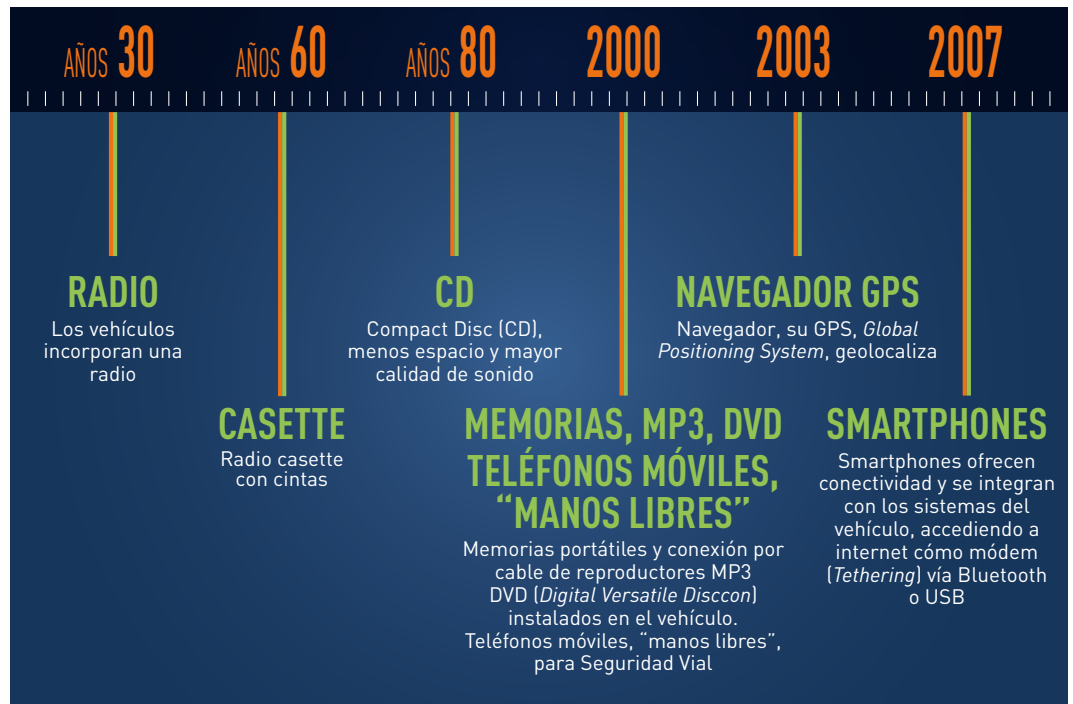 AÑOS 30
AÑOS 60
AÑOS 80
2000
2003
2007
RADIO
Los vehículos
incorporan una
radio
CASETTE
Radio casette
con cintas
CD
Compact Disc (CD),
menos espacio y mayor
calidad de sonido
MEMORIAS, MP3, DVD
TELÉFONOS MÓVILES,
“MANOS LIBRES”
Memorias portátiles y conexión por
cable de reproductores MP3
DVD (Digital Versatile Disccon)
instalados en el vehículo.
Teléfonos móviles, “manos libres”,
para Seguridad Vial
NAVEGADOR GPS
Navegador, su GPS, Global
Positioning System, geolocaliza
SMARTPHONES
Smartphones ofrecen
conectividad y se integran
con los sistemas del
vehículo, accediendo a
internet cómo módem
(Tethering) vía Bluetooth
o USB